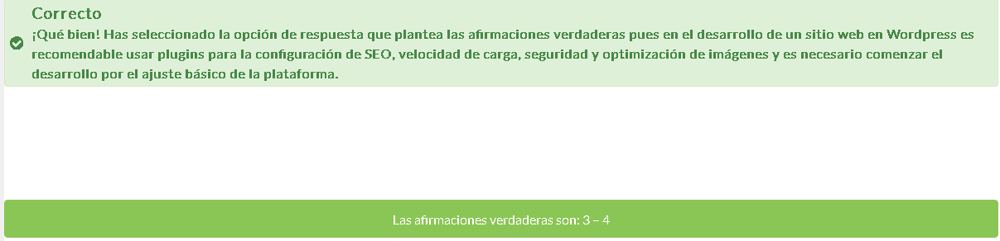 Correcto
¡Qué bien! Has seleccionado la opción de respuesta que plantea las afirmaciones verdaderas pues en el desarrollo de un sitio web en Wordpress es
recomendable usar plugins para la configuración de SEO, velocidad de carga, seguridad y optimización de imágenes y es necesario comenzar el
desarrollo por el ajuste básico de la plataforma.
Las afirmaciones verdaderas son: 3 – 4